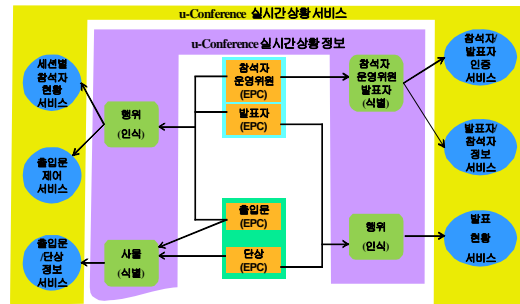 u-Conference 실시간 상황 서비스
u-Conference 실시간 상황 정보
세션별
참석자
현황
서비스
출입문
제어
서비스
출입문
/단상
정보
서비스
행위
(인식)
사물
(식별)
참석자
운영위원
(EPC)
발표자
(EPC)
출입문
(EPC)
단상
(EPC)
참석자
운영위원
발표자
(식별)
행위
(인식)
참석자/
발표자
인증
서비스
발표자/
참석자
정보
서비스
발표
현황
서비스